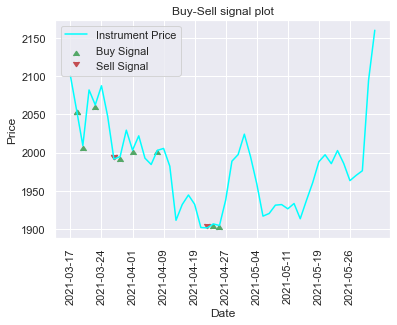 Buy-Sell signal plot
Instrument Price
Buy Signal
Sell Signal
2150
2100
2050
2000
1950
1900
Price
2021-03-17
2021-03-24
2021-04-01
2021-04-09
2021-04-19
2021-04-27
2021-05-04
2021-05-11
2021-05-19
2021-05-26
Date